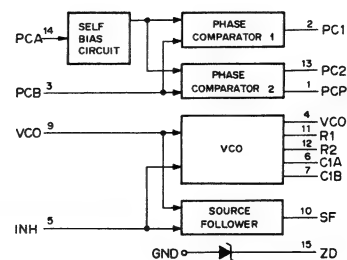 PCA 14
SELF
BIAS
CIRCUIT
PHASE
COMPARATOR 1
2 PC1
PCB 3
PHASE
COMPARATOR 2
13 PC2
1 PCP
VCO 9
VCO
4 VCO
11 R1
12 R2
6 C1A
7 C1B
INH 5
SOURCE
FOLLOWER
10 SF
GND
15 ZD